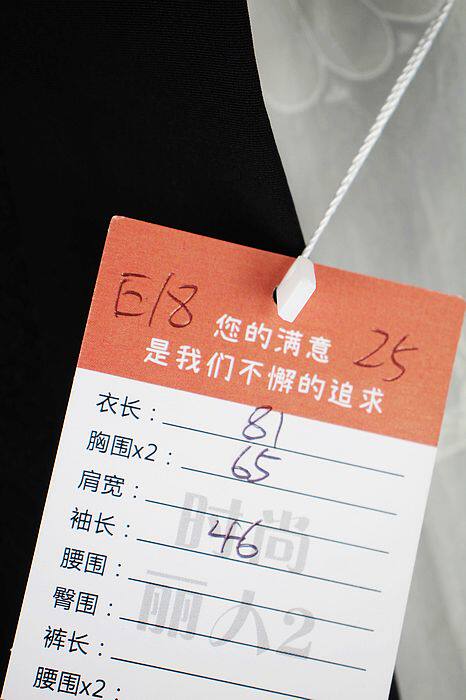 E18 您的满意 25
是我们不懈的追求
衣长： 81
胸围x2： 65
肩宽：
袖长： 46
时尚
腰围：
丽人2
臀围：
裤长：
腰围x2：